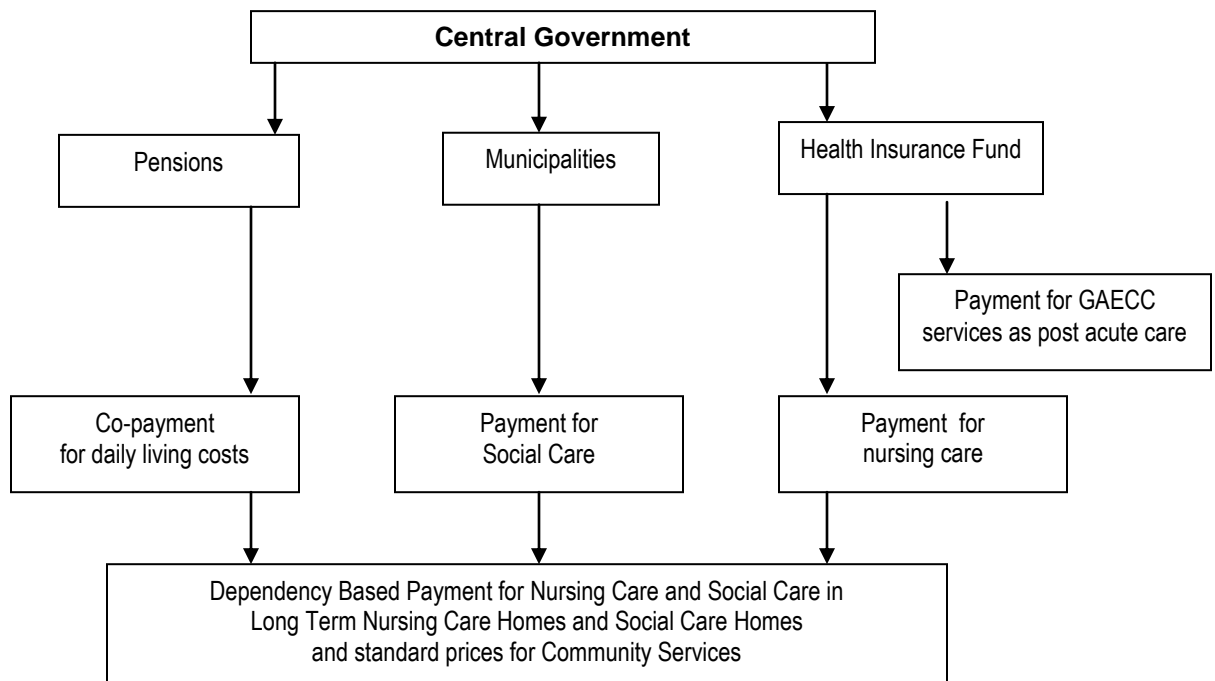 Central Government
Pensions
Municipalities
Health Insurance Fund
Payment for GAECC
services as post acute care
Co-payment
for daily living costs
Payment for
Social Care
Payment for
nursing care
Dependency Based Payment for Nursing Care and Social Care in
Long Term Nursing Care Homes and Social Care Homes
and standard prices for Community Services